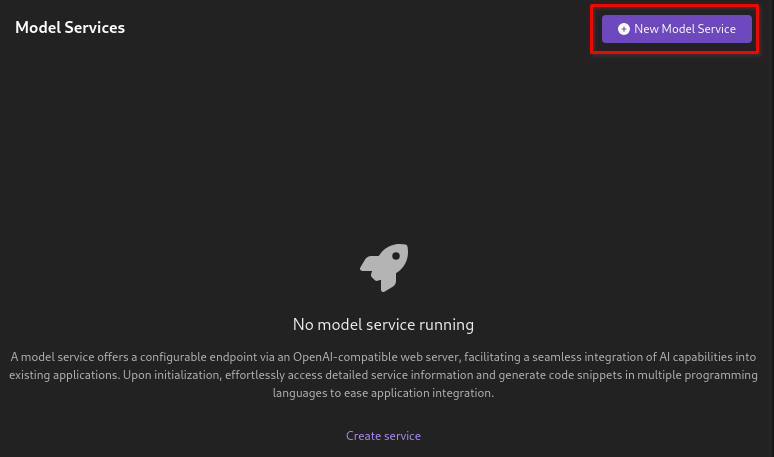 Model Services
New Model Service
No model service running
A model service offers a configurable endpoint via an OpenAI-compatible web server, facilitating a seamless integration of AI capabilities into
existing applications. Upon initialization, effortlessly access detailed service information and generate code snippets in multiple programming
languages to ease application integration.
Create service